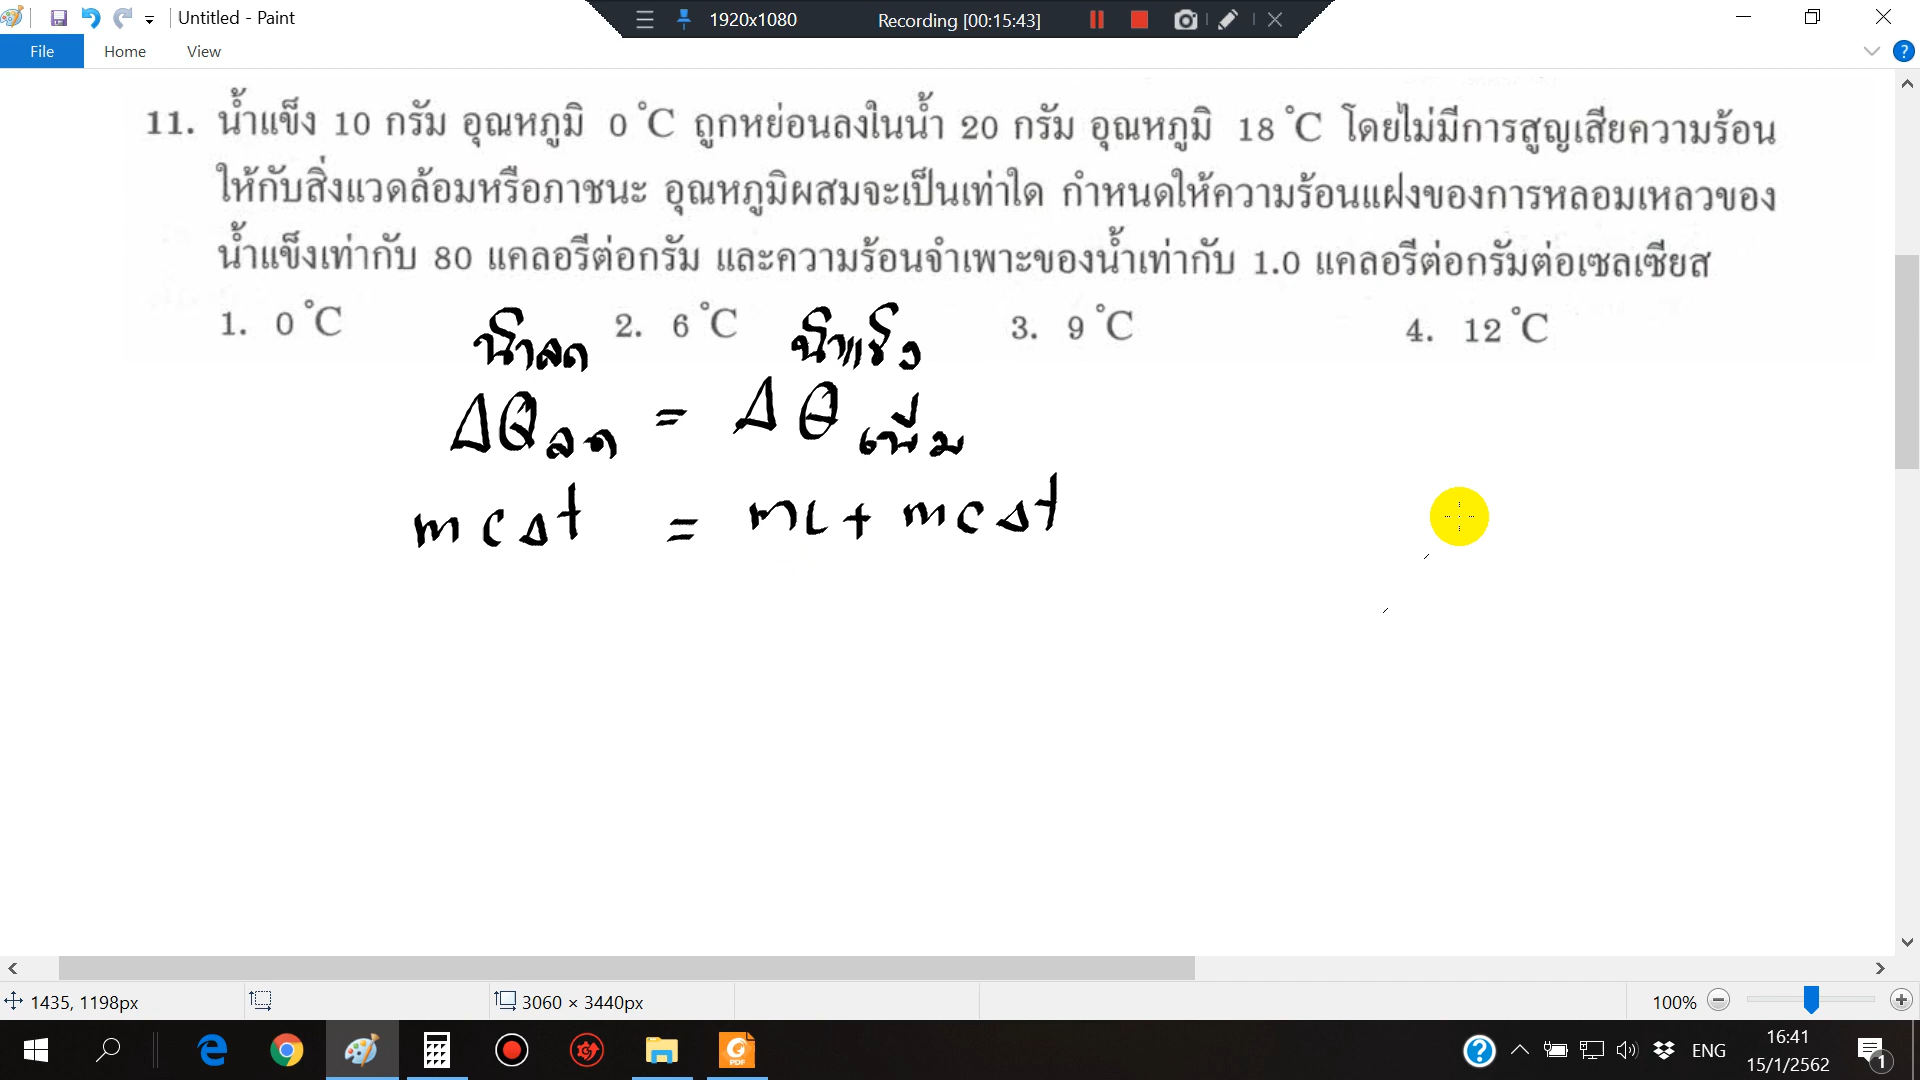 Untitled - Paint
1920x1080
Recording [00:15:43]
File
Home
View
11. น้ำแข็ง 10 กรัม อุณหภูมิ 0 °C ถูกหย่อนลงในน้ำ 20 กรัม อุณหภูมิ 18 °C โดยไม่มีการสูญเสียความร้อน
ให้กับสิ่งแวดล้อมหรือภาชนะ อุณหภูมิผสมจะเป็นเท่าใด กำหนดให้ความร้อนแฝงของการหลอมเหลวของ
น้ำแข็งเท่ากับ 80 แคลอรีต่อกรัม และความร้อนจำเพาะของน้ำเท่ากับ 1.0 แคลอรีต่อกรัมต่อเซลเซียส
1. 0 °C 2. 6 °C 3. 9 °C 4. 12 °C
น้ำลด น้ำแข็ง
ΔQลด = Δθเพิ่ม
mcΔt = mL + mcΔt
1435, 1198px
3060 × 3440px
100%
PDF
ENG
16:41
15/1/2562
1